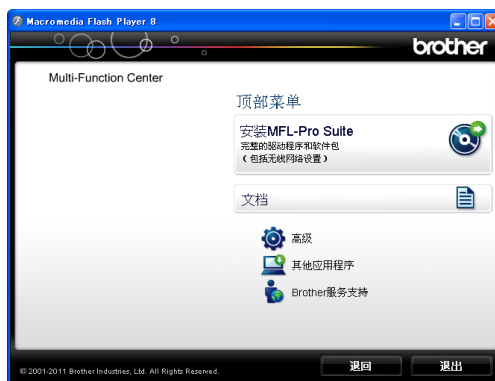 Macromedia Flash Player 8
brother
Multi-Function Center
顶部菜单
安装MFL-Pro Suite
完整的驱动程序和软件包
（包括无线网络设置）
文档
高级
其他应用程序
Brother服务支持
© 2001-2011 Brother Industries, Ltd. All Rights Reserved.
退回
退出